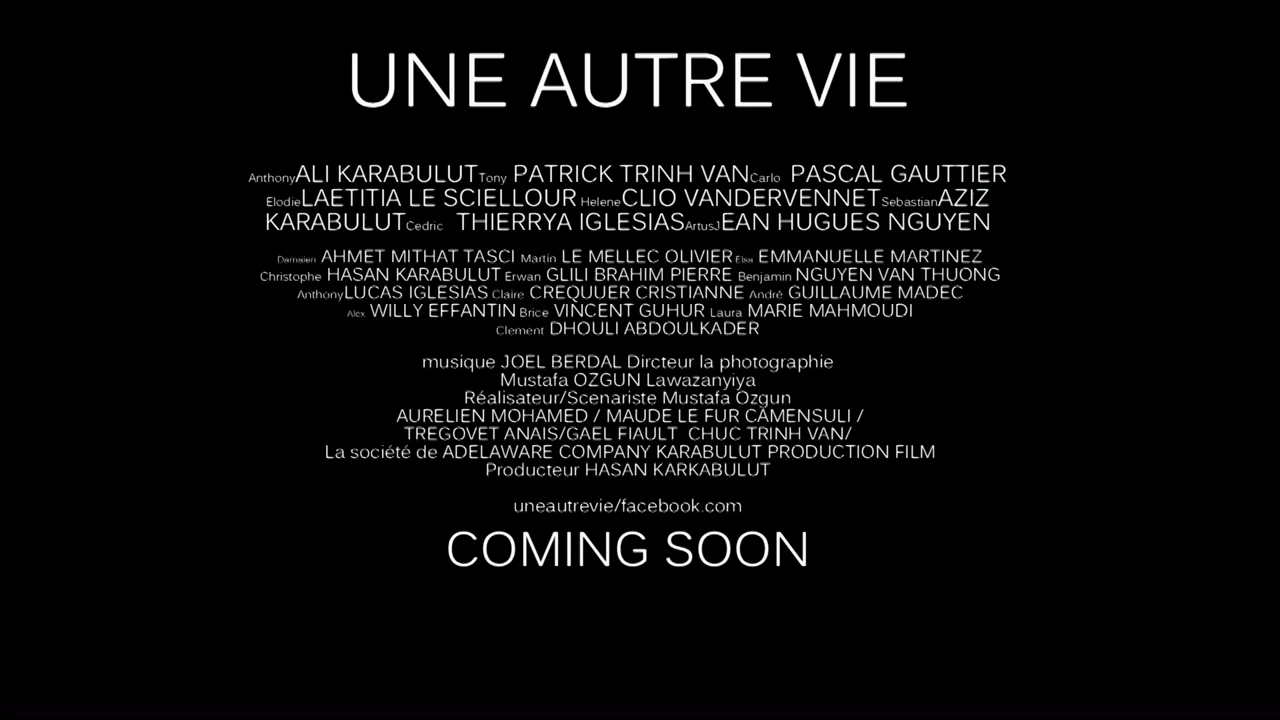 UNE AUTRE VIE
AnthonyALI KARABULUTTony PATRICK TRINH VANCarlo PASCAL GAUTTIER
ElodieLAETITIA LE SCIELLOUR HeleneCLIO VANDERVENNETSebastianAZIZ
KARABULUTCedric THIERRYA IGLESIASArtusJEAN HUGUES NGUYEN
Damaien AHMET MITHAT TASCI Martin LE MELLEC OLIVIER Elsa EMMANUELLE MARTINEZ
Christophe HASAN KARABULUT Erwan GLILI BRAHIM PIERRE Benjamin NGUYEN VAN THUONG
AnthonyLUCAS IGLESIAS Claire CREQUUER CRISTIANNE André GUILLAUME MADEC
Alex WILLY EFFANTIN Brice VINCENT GUHUR Laura MARIE MAHMOUDI
Clement DHOULI ABDOULKADER
musique JOEL BERDAL Dircteur la photographie
Mustafa OZGUN Lawazanyiya
Réalisateur/Scenariste Mustafa Ozgun
AURELIEN MOHAMED / MAUDE LE FUR CAMENSULI /
TREGOVET ANAIS/GAEL FIAULT CHUC TRINH VAN/
La société de ADELAWARE COMPANY KARABULUT PRODUCTION FILM
Producteur HASAN KARKABULUT
uneautrevie/facebook.com
COMING SOON